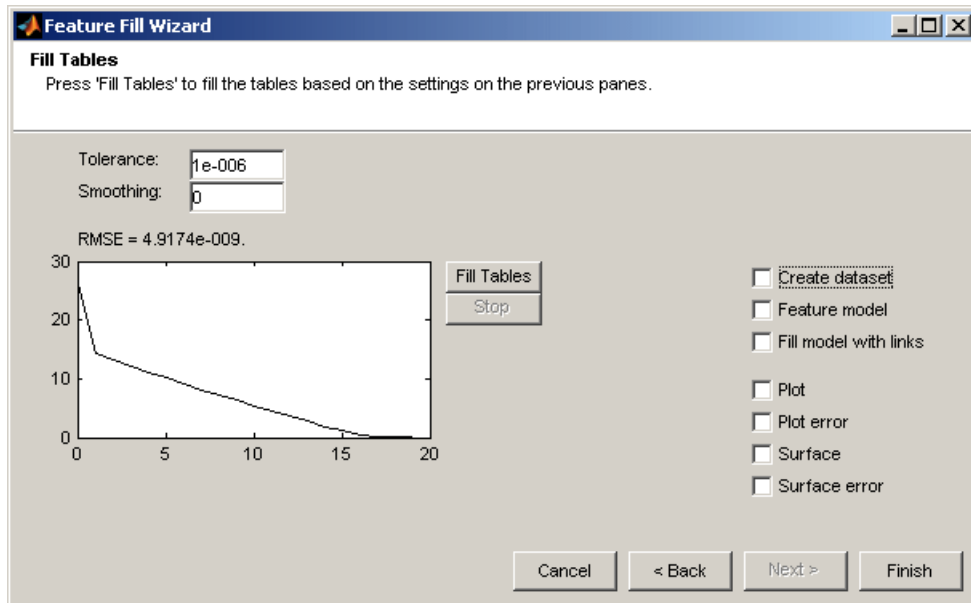 Feature Fill Wizard
Fill Tables
Press 'Fill Tables' to fill the tables based on the settings on the previous panes.
Tolerance: 1e-006
Smoothing: 0
RMSE = 4.9174e-009.
30
20
10
0
0 5 10 15 20
Fill Tables
Stop
Create dataset
Feature model
Fill model with links
Plot
Plot error
Surface
Surface error
Cancel < Back Next > Finish